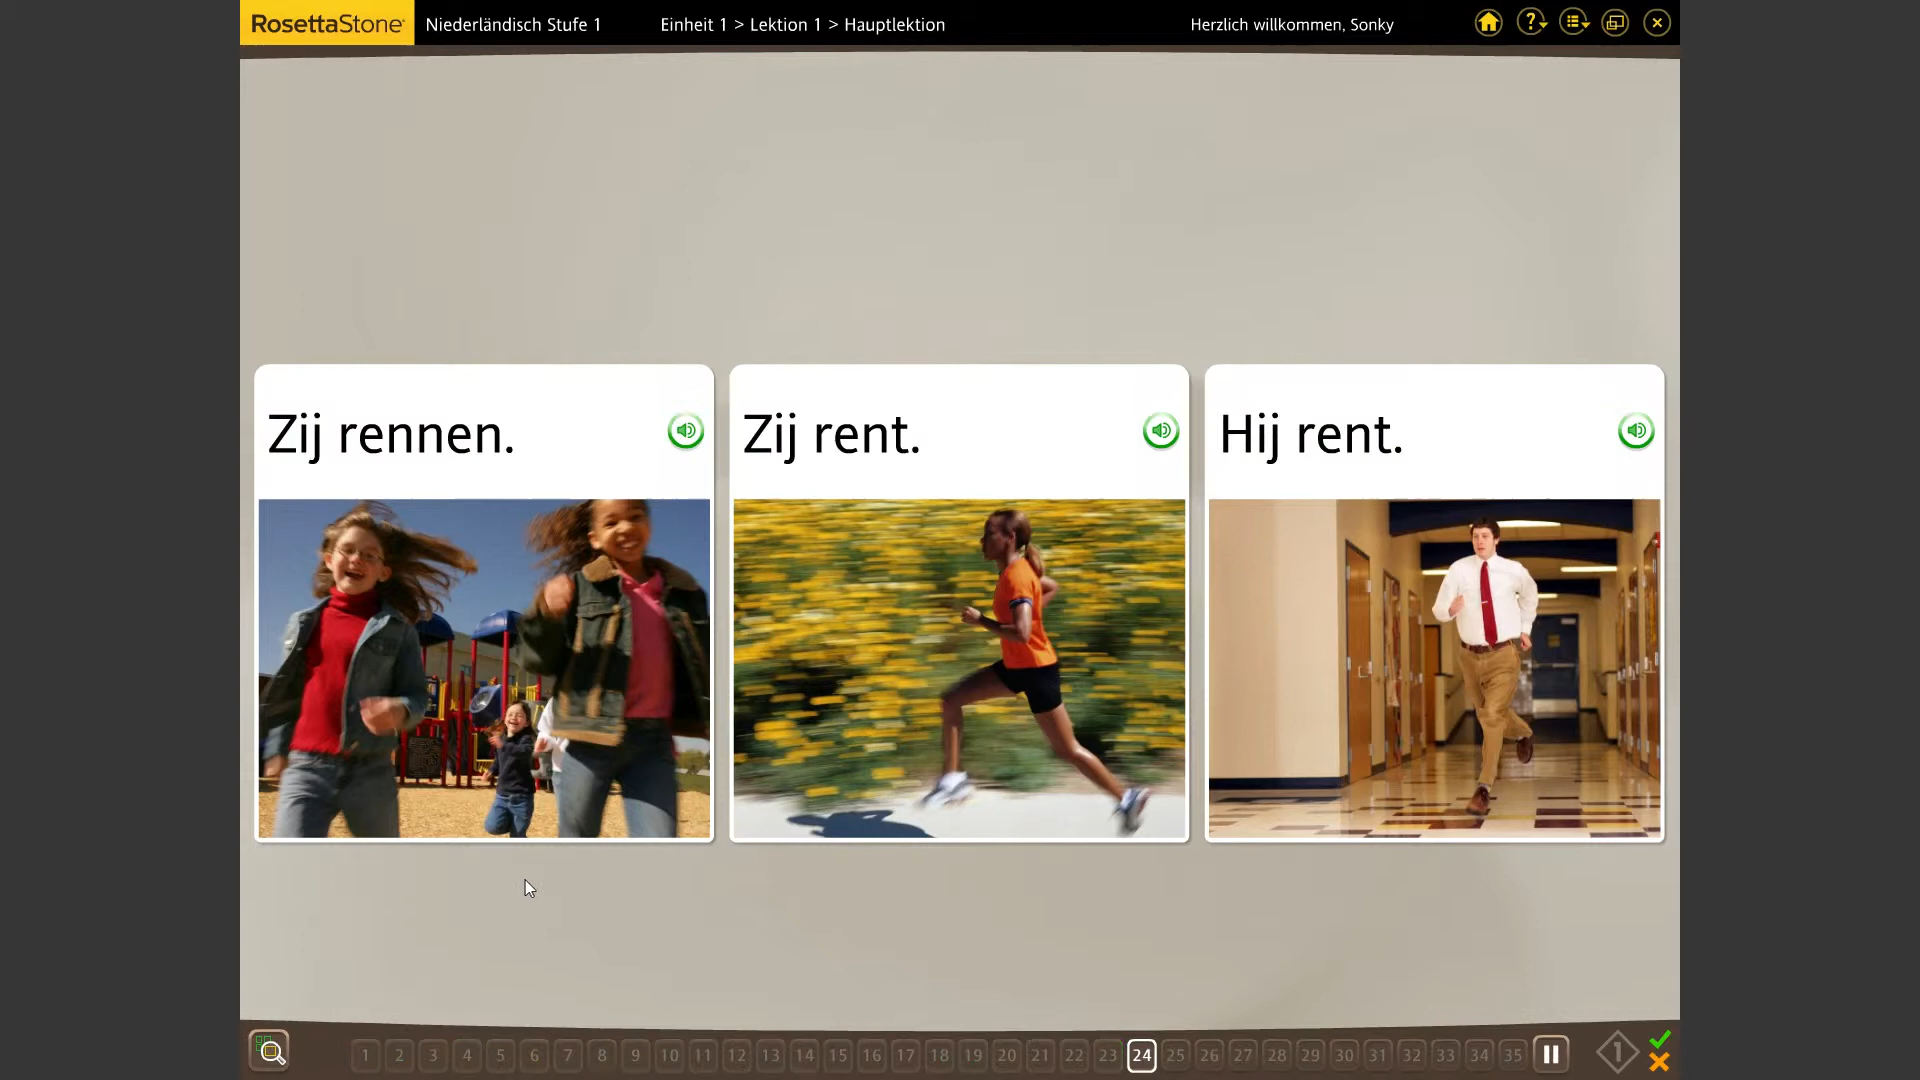 RosettaStone Niederländisch Stufe 1 Einheit 1 > Lektion 1 > Hauptlektion Herzlich willkommen, Sonky ?
Zij rennen.
Zij rent.
Hij rent.
1 2 3 4 5 6 7 8 9 10 11 12 13 14 15 16 17 18 19 20 21 22 23 24 25 26 27 28 29 30 31 32 33 34 35 1